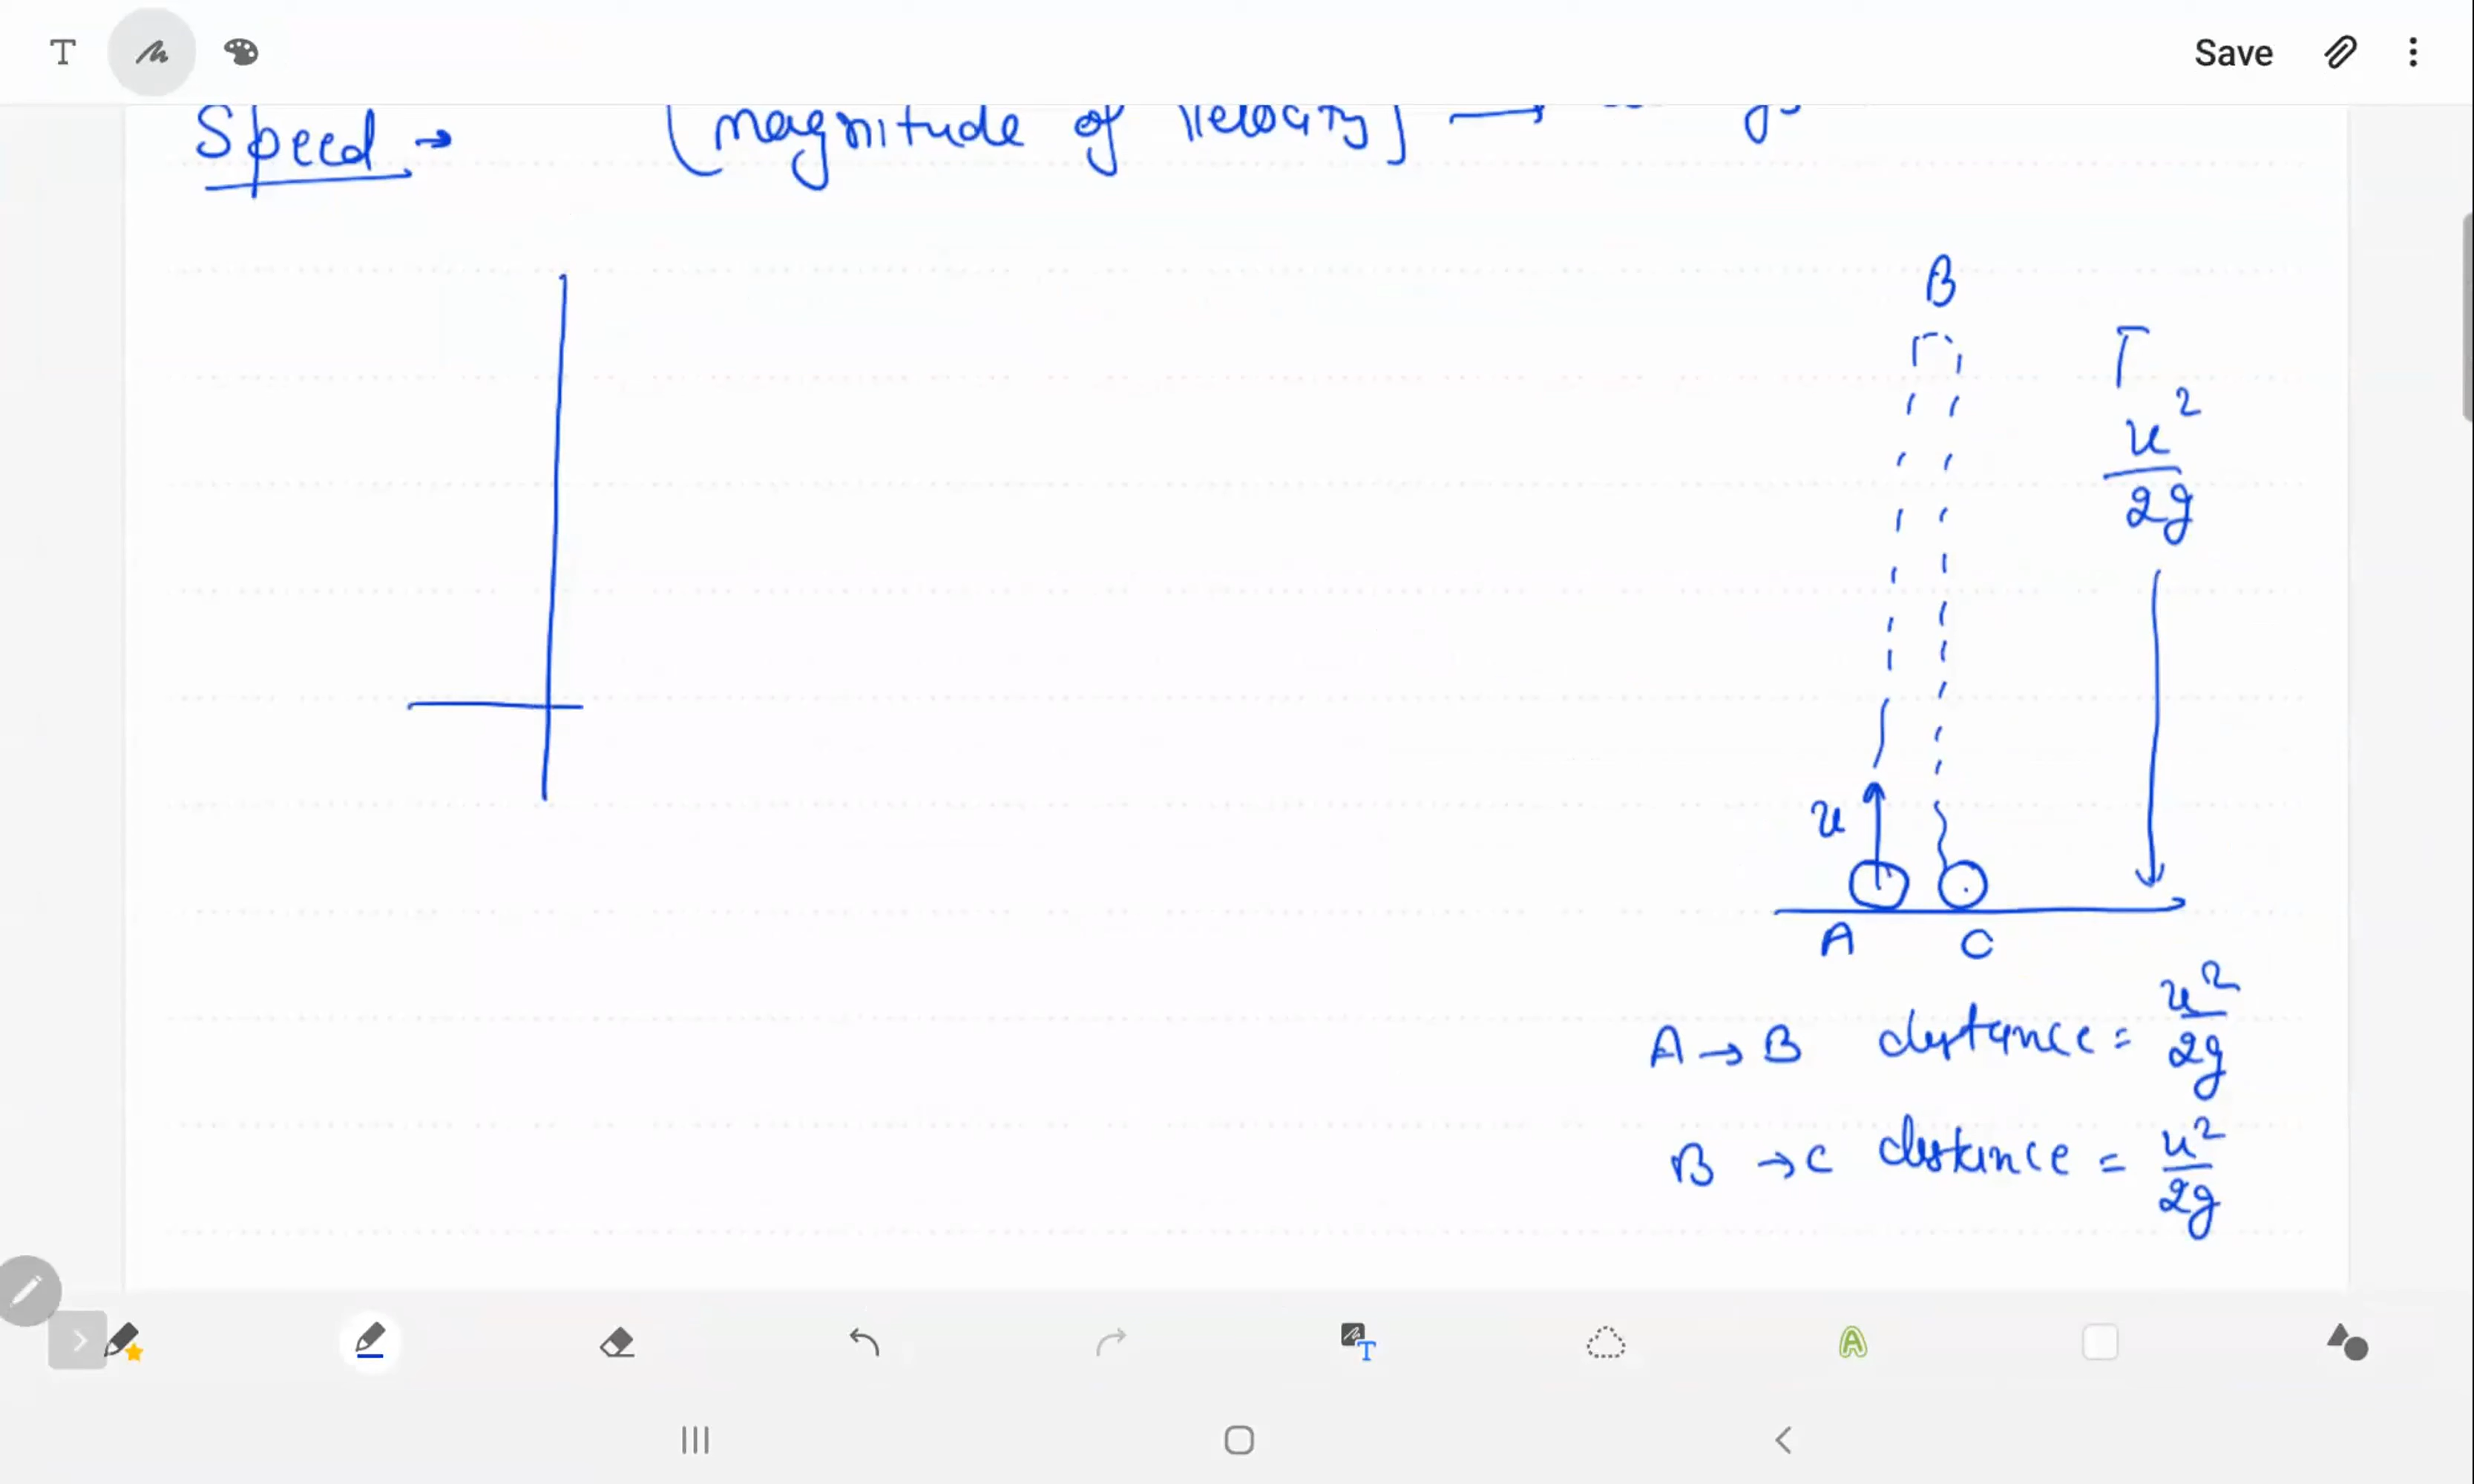 T Save
Speed → [magnitude of velocity] →
B
u²/2g
u
A C
A → B distance = u²/2g
B → C distance = u²/2g
T
A